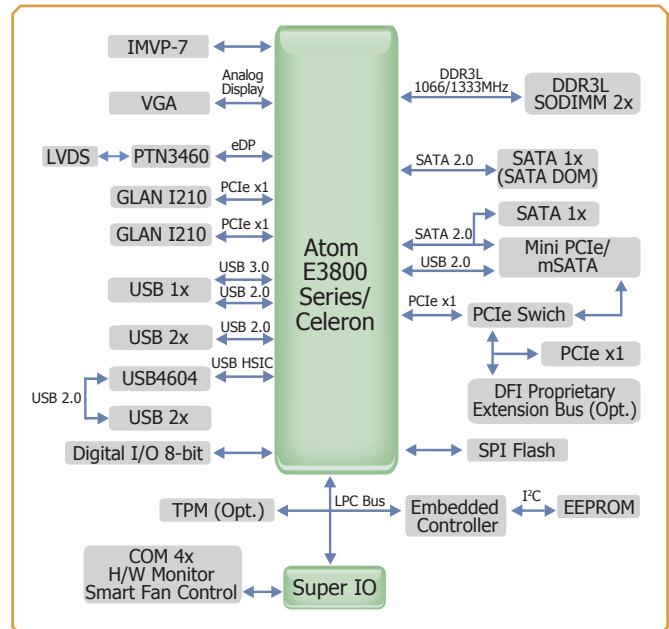 IMVP-7
Analog
Display
VGA
LVDS
PTN3460
eDP
GLAN I210
PCIe x1
GLAN I210
PCIe x1
USB 1x
USB 3.0
USB 2.0
USB 2x
USB 2.0
USB4604
USB HSIC
USB 2.0
USB 2x
Digital I/O 8-bit
Atom
E3800
Series/
Celeron
DDR3L
1066/1333MHz
DDR3L
SODIMM 2x
SATA 2.0
SATA 1x
(SATA DOM)
SATA 1x
SATA 2.0
USB 2.0
Mini PCIe/
mSATA
PCIe x1
PCIe Swich
PCIe x1
DFI Proprietary
Extension Bus (Opt.)
SPI Flash
TPM (Opt.)
LPC Bus
Embedded
Controller
I²C
EEPROM
COM 4x
H/W Monitor
Smart Fan Control
Super IO